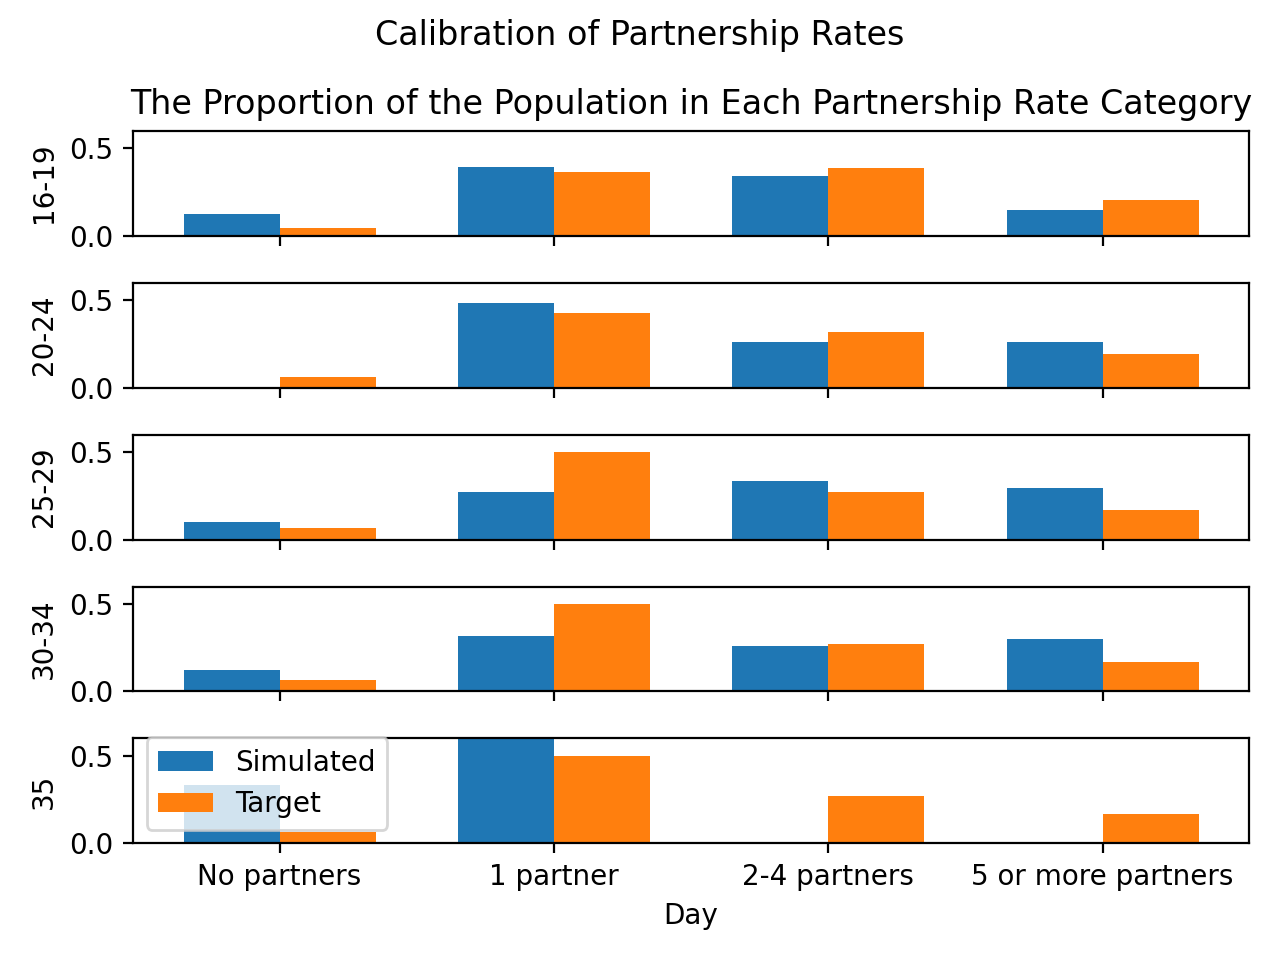 Calibration of Partnership Rates
The Proportion of the Population in Each Partnership Rate Category
0.5
16-19
0.0
0.5
20-24
0.0
0.5
25-29
0.0
0.5
30-34
0.0
Simulated
0.5
35
Target
0.0
No partners 1 partner 2-4 partners 5 or more partners
Day